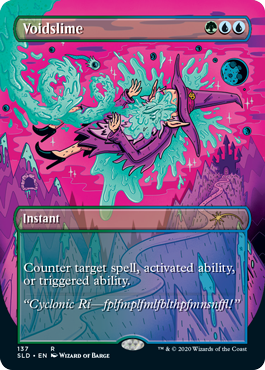 Voidslime
Instant
Counter target spell, activated ability,
or triggered ability.
“Cyclonic Ri—fplfmplfmlfblthpfmnnsnffl!”
137 R
SLD • EN Wizard of Barge
™ & © 2020 Wizards of the Coast